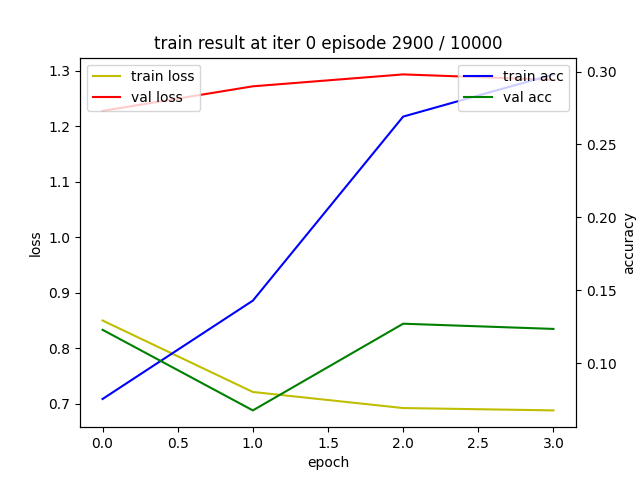 train result at iter 0 episode 2900 / 10000
train loss
val loss
train acc
val acc
1.3
1.2
1.1
1.0
0.9
0.8
0.7
loss
0.30
0.25
0.20
0.15
0.10
accuracy
0.0 0.5 1.0 1.5 2.0 2.5 3.0
epoch